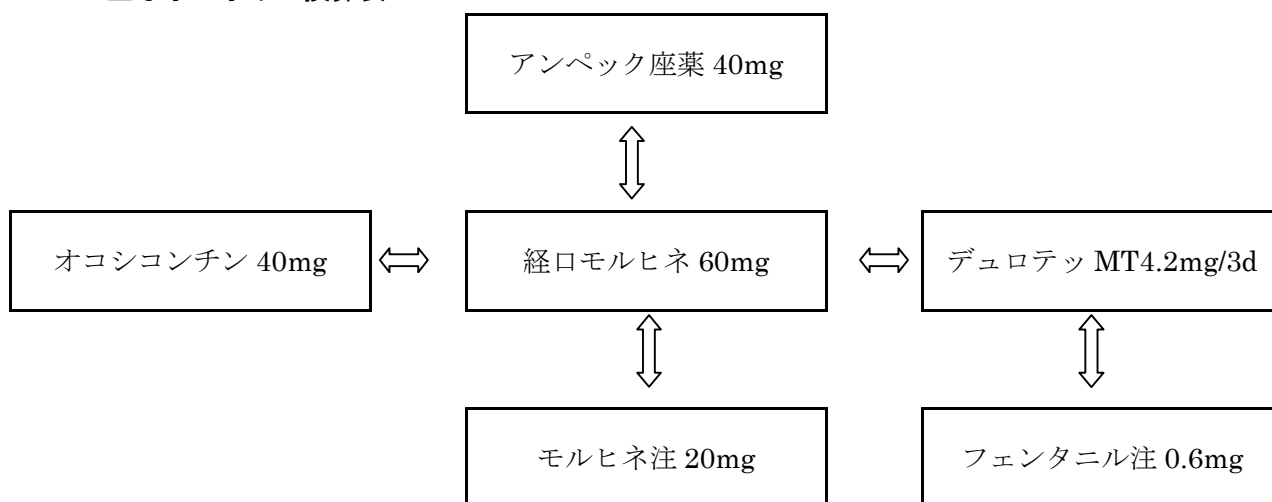 アンペック座薬 40mg
オコシコンチン 40mg
経口モルヒネ 60mg
デュロテッ MT4.2mg/3d
モルヒネ注 20mg
フェンタニル注 0.6mg